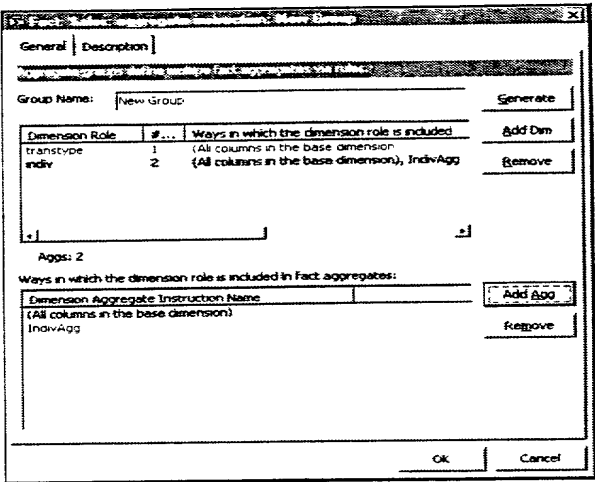 General Description
Group Name: New Group Generate
Dimension Role #... Ways in which the dimension role is included Add Dim
transtype 1 (All columns in the base dimension
indiv 2 (All columns in the base dimension), IndivAgg Remove
Aggs: 2
Ways in which the dimension role is included in fact aggregates:
Dimension Aggregate Instruction Name Add Agg
(All columns in the base dimension)
IndivAgg Remove
Ok Cancel